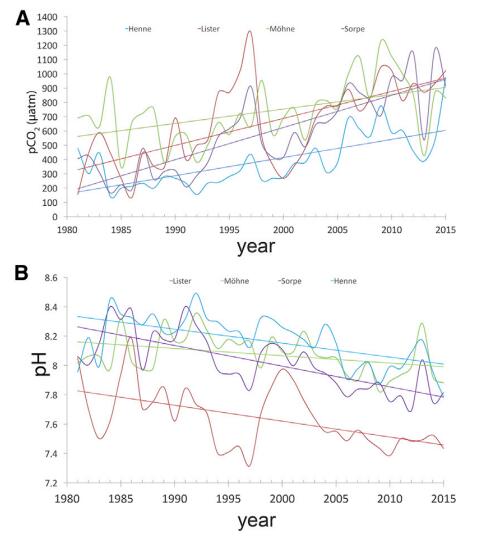 A
1400
Henne Lister Möhne Sorpe
1300
1200
1100
1000
900
800
700
600
500
400
300
200
100
0
pCO2 (µatm)
1980 1985 1990 1995 2000 2005 2010 2015
year
B
8.6
Lister Möhne Sorpe Henne
8.4
8.2
8
7.8
7.6
7.4
7.2
pH
1980 1985 1990 1995 2000 2005 2010 2015
year